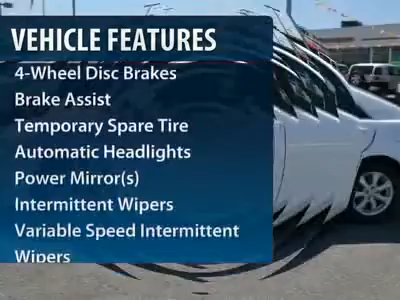 VEHICLE FEATURES
4-Wheel Disc Brakes
Brake Assist
Temporary Spare Tire
Automatic Headlights
Power Mirror(s)
Intermittent Wipers
Variable Speed Intermittent
Wipers